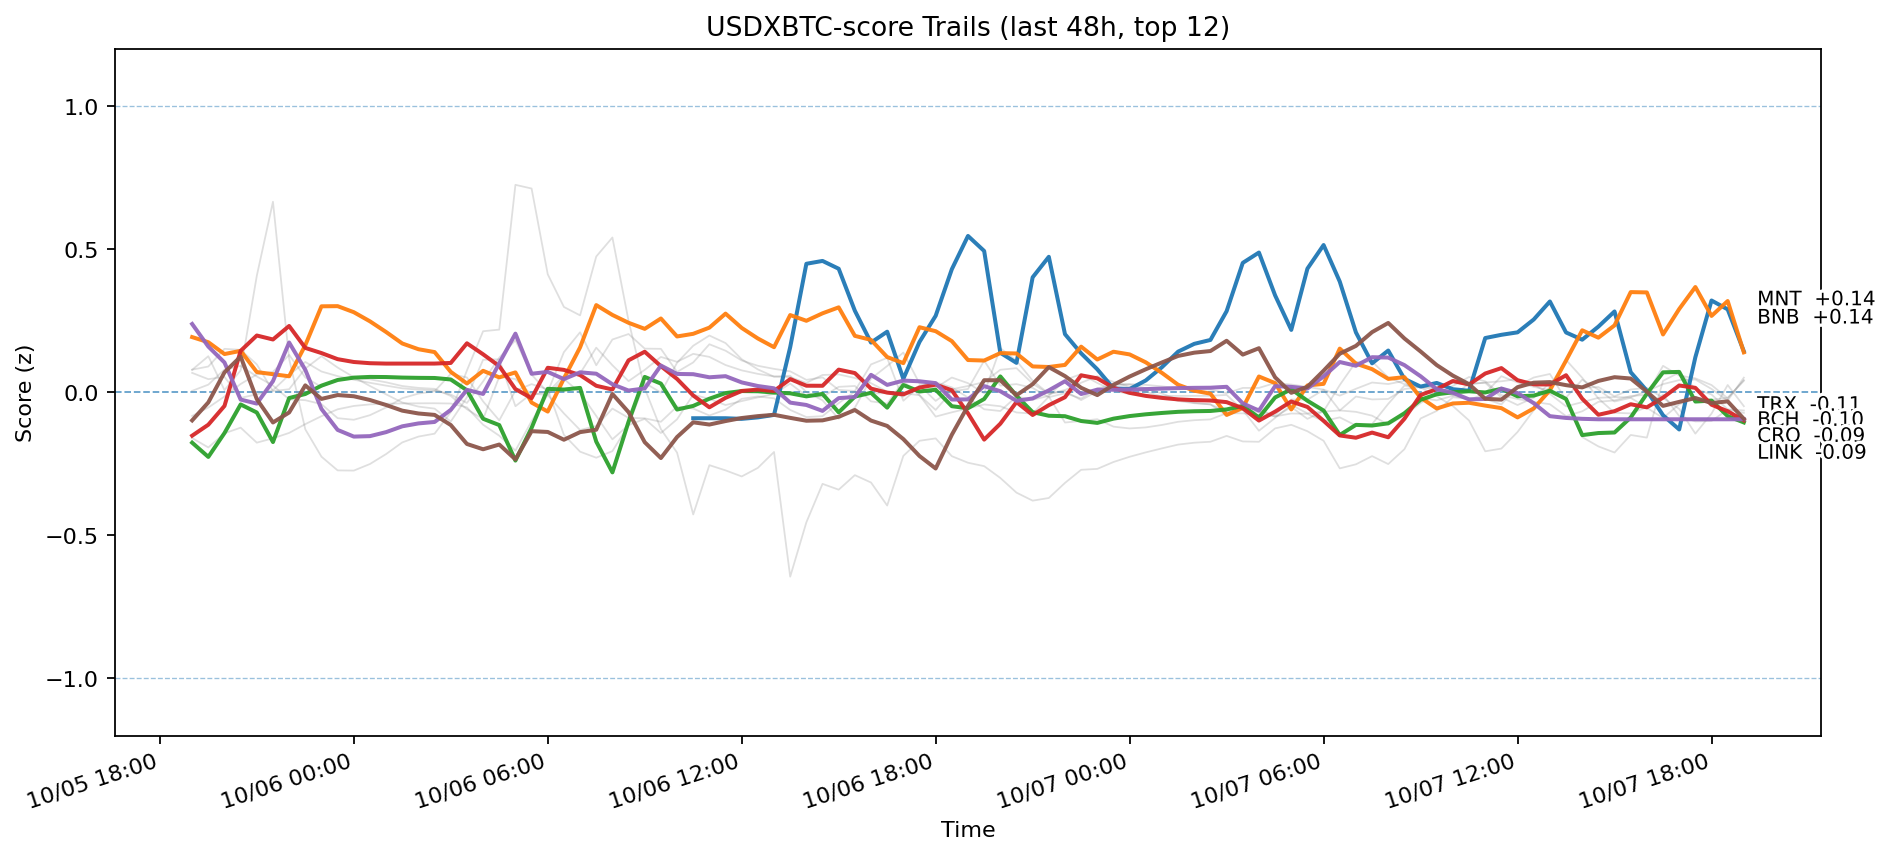 USDXBTC-score Trails (last 48h, top 12)
Score (z)
1.0
0.5
0.0
−0.5
−1.0
MNT +0.14
BNB +0.14
TRX -0.11
BCH -0.10
CRO -0.09
LINK -0.09
10/05 18:00
10/06 00:00
10/06 06:00
10/06 12:00
10/06 18:00
10/07 00:00
10/07 06:00
10/07 12:00
10/07 18:00
Time